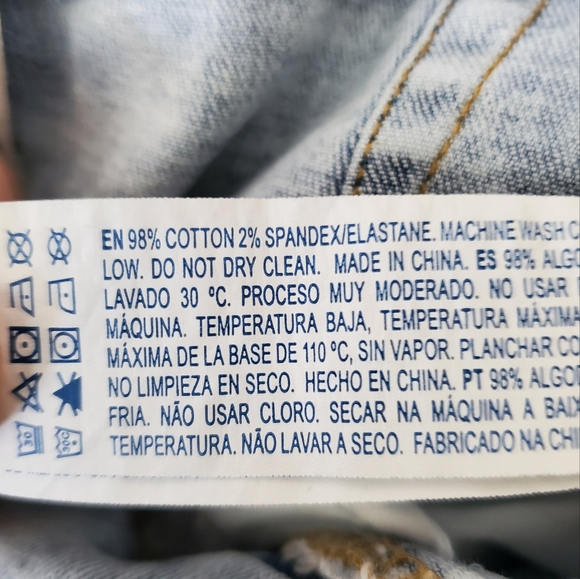 EN 98% COTTON 2% SPANDEX/ELASTANE. MACHINE WASH
LOW. DO NOT DRY CLEAN. MADE IN CHINA. ES 98%
LAVADO 30 ºC. PROCESO MUY MODERADO. NO USAR
MÁQUINA. TEMPERATURA BAJA, TEMPERATURA MÁXIMA
MÁXIMA DE LA BASE DE 110 ºC, SIN VAPOR. PLANCHAR
NO LIMPIEZA EN SECO. HECHO EN CHINA. PT 98%
FRIA. NÃO USAR CLORO. SECAR NA MÁQUINA A
TEMPERATURA. NÃO LAVAR A SECO. FABRICADO NA